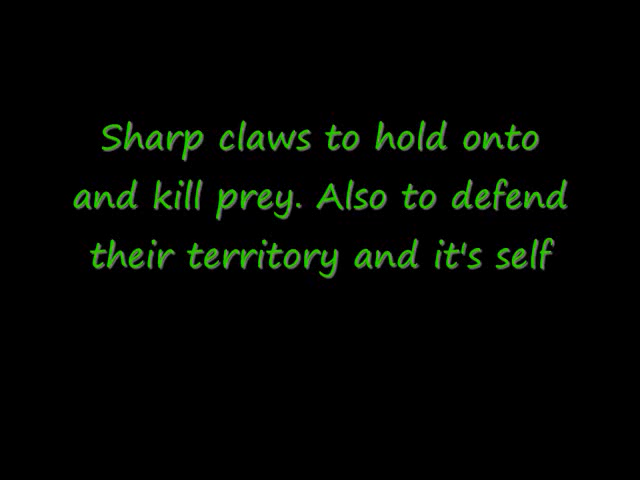 Sharp claws to hold onto
and kill prey. Also to defend
their territory and it's self